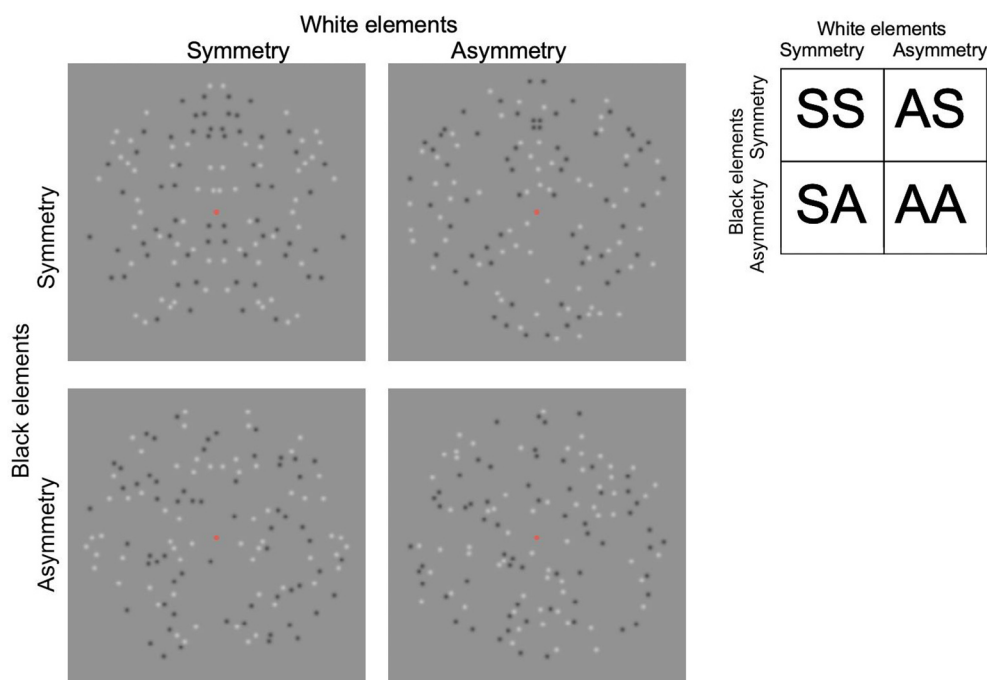 White elements
Symmetry
Asymmetry
Black elements
Symmetry
Asymmetry
White elements
Symmetry
Asymmetry
Black elements
Symmetry
Asymmetry
SS
AS
SA
AA